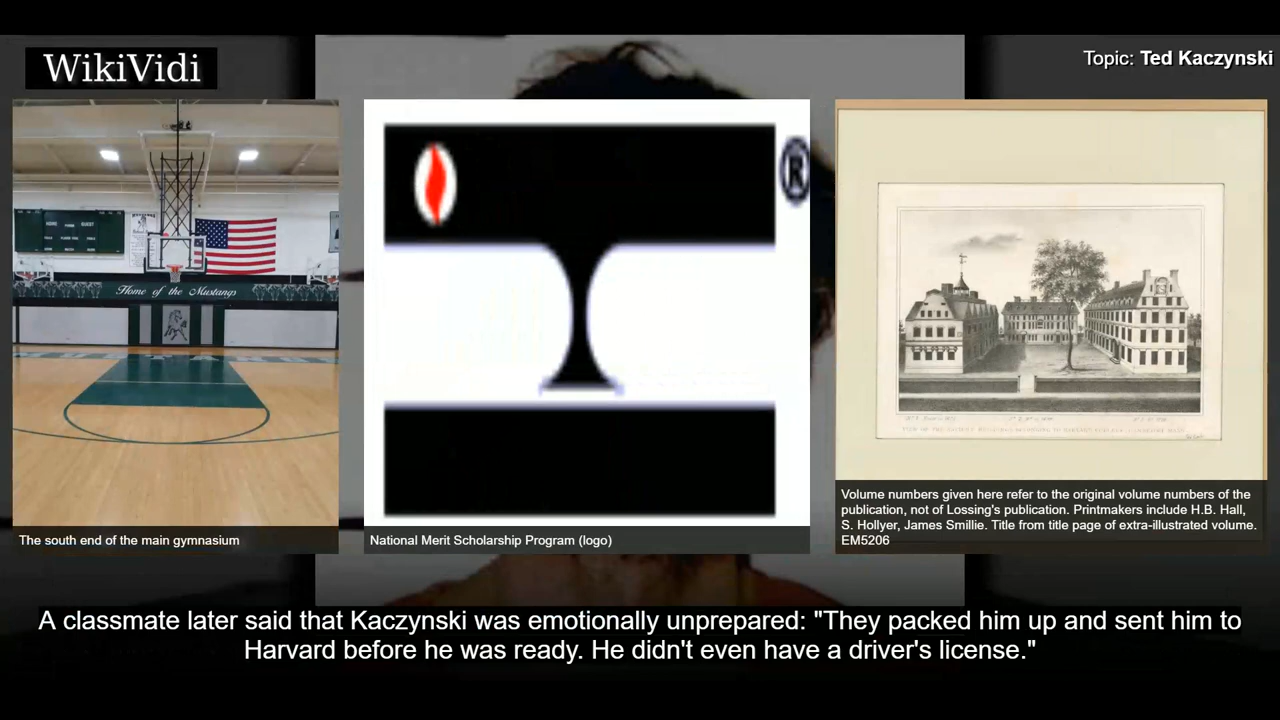 WikiVidi
Topic: Ted Kaczynski
Home of the Mustangs
®
The south end of the main gymnasium
National Merit Scholarship Program (logo)
Volume numbers given here refer to the original volume numbers of the
publication, not of Lossing's publication. Printmakers include H.B. Hall,
S. Hollyer, James Smillie. Title from title page of extra-illustrated volume.
EM5206
A classmate later said that Kaczynski was emotionally unprepared: "They packed him up and sent him to
Harvard before he was ready. He didn't even have a driver's license."